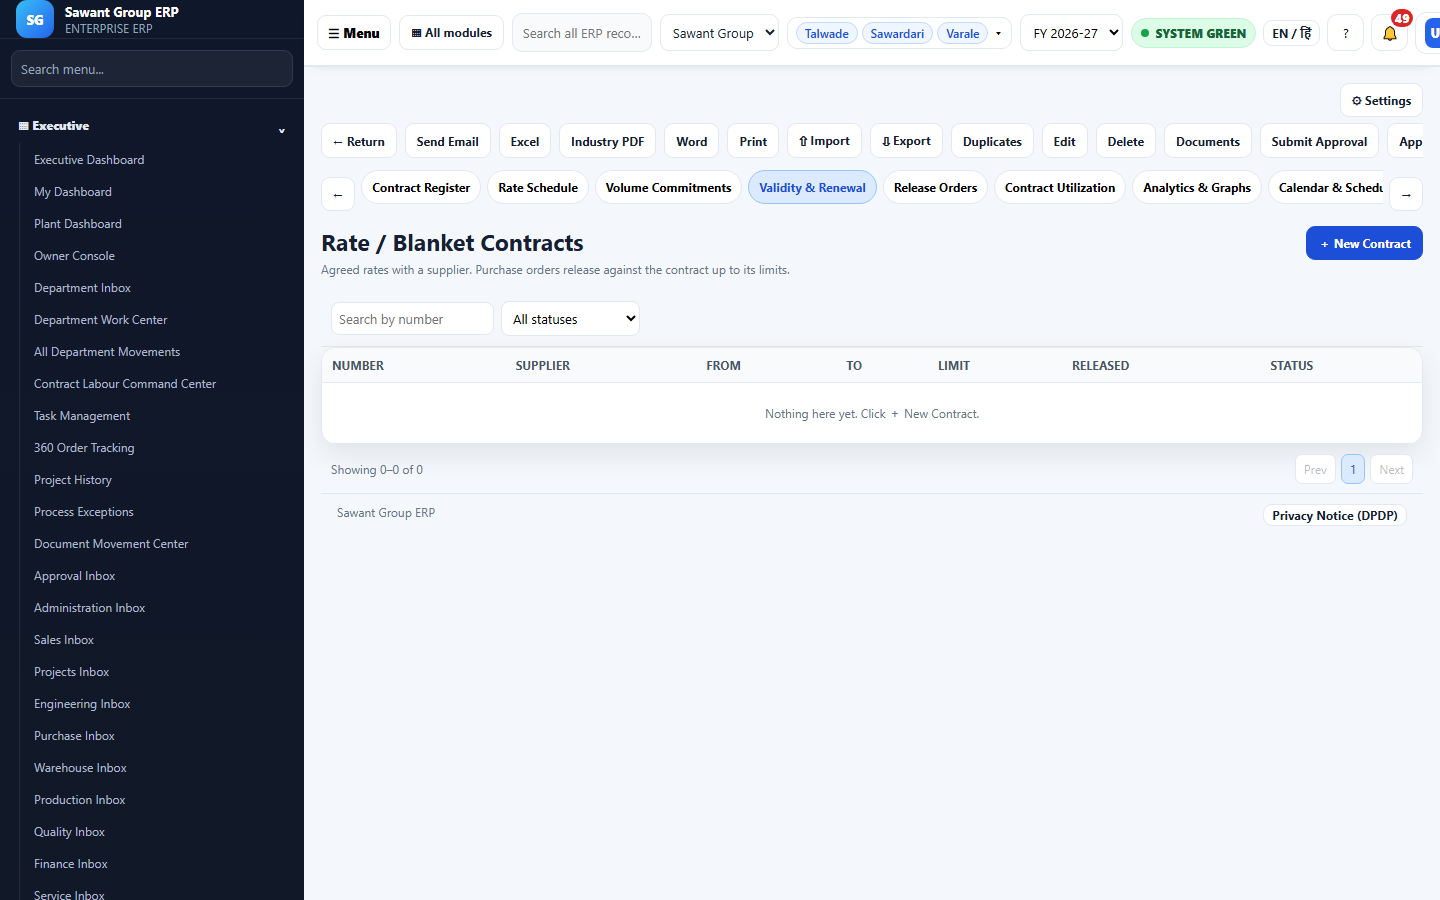 SG
Sawant Group ERP
ENTERPRISE ERP
Search menu...
Executive
Executive Dashboard
My Dashboard
Plant Dashboard
Owner Console
Department Inbox
Department Work Center
All Department Movements
Contract Labour Command Center
Task Management
360 Order Tracking
Project History
Process Exceptions
Document Movement Center
Approval Inbox
Administration Inbox
Sales Inbox
Projects Inbox
Engineering Inbox
Purchase Inbox
Warehouse Inbox
Production Inbox
Quality Inbox
Finance Inbox
Service Inbox
☰ Menu All modules Search all ERP reco... Sawant Group Talwade Sawardari Varale FY 2026-27 SYSTEM GREEN EN / हिं ? 49 U
⚙ Settings
← Return Send Email Excel Industry PDF Word Print ⇧ Import ⇩ Export Duplicates Edit Delete Documents Submit Approval App
← Contract Register Rate Schedule Volume Commitments Validity & Renewal Release Orders Contract Utilization Analytics & Graphs Calendar & Schedu →
Rate / Blanket Contracts
+ New Contract
Agreed rates with a supplier. Purchase orders release against the contract up to its limits.
Search by number All statuses
NUMBER SUPPLIER FROM TO LIMIT RELEASED STATUS
Nothing here yet. Click + New Contract.
Showing 0–0 of 0 Prev 1 Next
Sawant Group ERP Privacy Notice (DPDP)